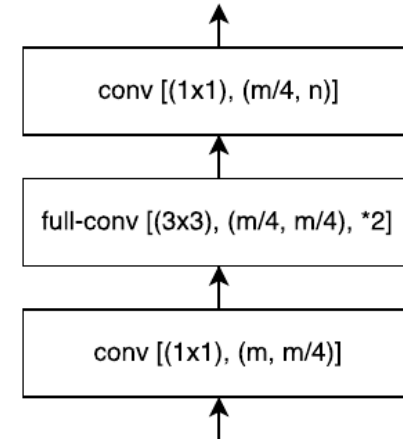 conv [(1x1), (m/4, n)]
full-conv [(3x3), (m/4, m/4), *2]
conv [(1x1), (m, m/4)]